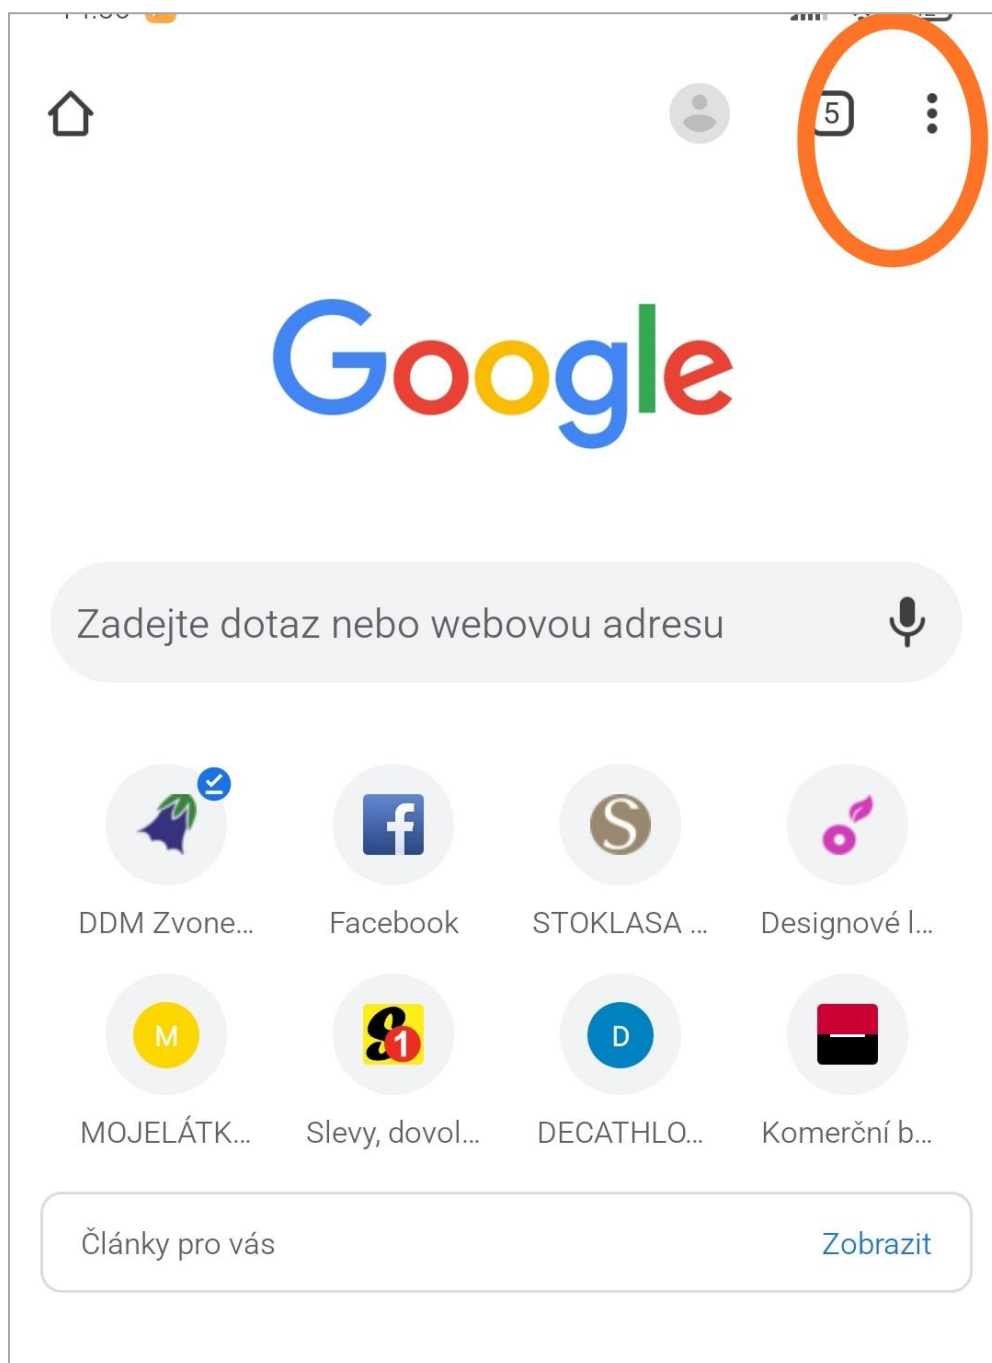 5
Google
Zadejte dotaz nebo webovou adresu
DDM Zvone... Facebook STOKLASA ... Designové l...
M S1 D
MOJELÁTK... Slevy, dovol... DECATHLO... Komerční b...
Články pro vás Zobrazit